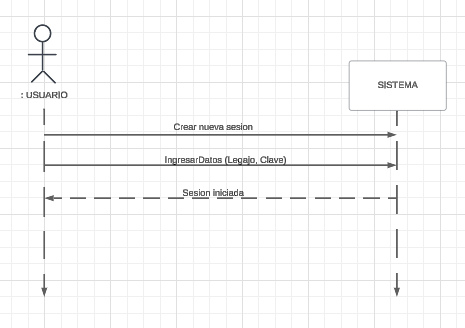 : USUARIO
SISTEMA
Crear nueva sesion
IngresarDatos (Legajo, Clave)
Sesion iniciada